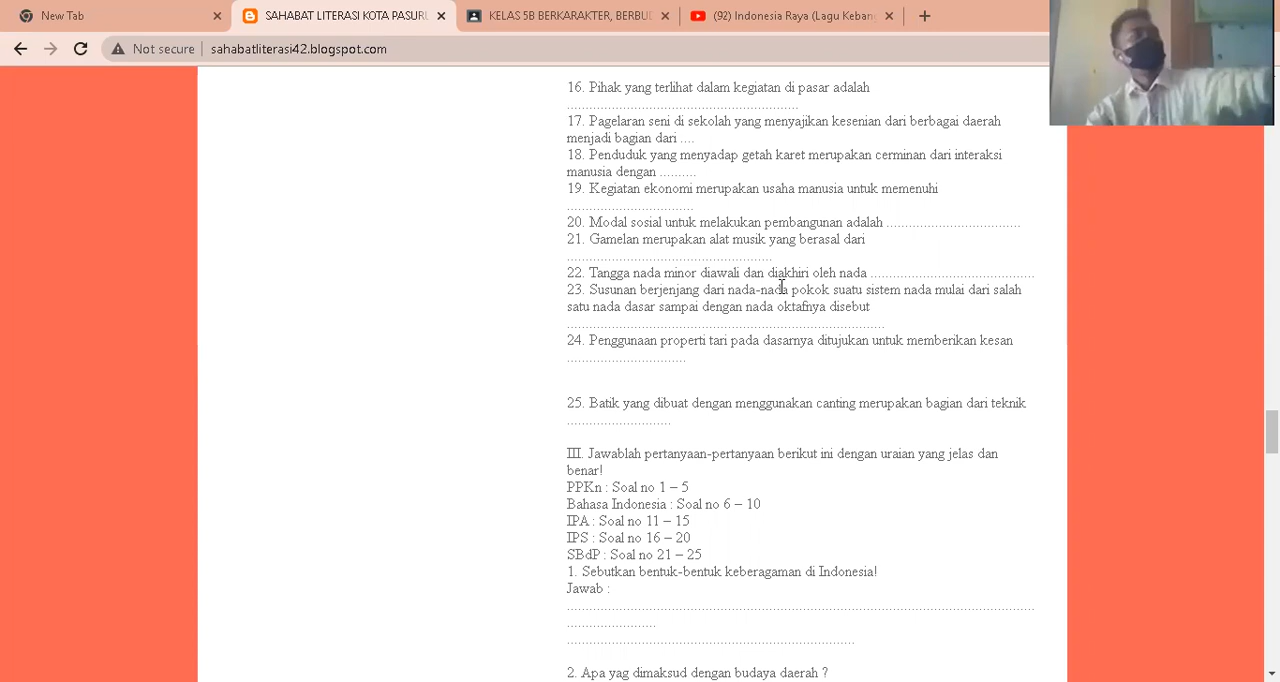 New Tab
SAHABAT LITERASI KOTA PASURU
KELAS 5B BERKARAKTER, BERBUD
(92) Indonesia Raya (Lagu Keban
Not secure
sahabatliterasi42.blogspot.com
16. Pihak yang terlihat dalam kegiatan di pasar adalah
..............................................................
17. Pagelaran seni di sekolah yang menyajikan kesenian dari berbagai daerah
menjadi bagian dari ....
18. Penduduk yang menyadap getah karet merupakan cerminan dari interaksi
manusia dengan ..........
19. Kegiatan ekonomi merupakan usaha manusia untuk memenuhi
..................................
20. Modal sosial untuk melakukan pembangunan adalah ....................................
21. Gamelan merupakan alat musik yang berasal dari
.......................................................
22. Tangga nada minor diawali dan diakhiri oleh nada ............................................
23. Susunan berjenjang dari nada-nada pokok suatu sistem nada mulai dari salah
satu nada dasar sampai dengan nada oktafnya disebut
.....................................................................................
24. Penggunaan properti tari pada dasarnya ditujukan untuk memberikan kesan
................................
25. Batik yang dibuat dengan menggunakan canting merupakan bagian dari teknik
............................
III. Jawablah pertanyaan-pertanyaan berikut ini dengan uraian yang jelas dan
benar!
PPKn : Soal no 1 – 5
Bahasa Indonesia : Soal no 6 – 10
IPA : Soal no 11 – 15
IPS : Soal no 16 – 20
SBdP : Soal no 21 – 25
1. Sebutkan bentuk-bentuk keberagaman di Indonesia!
Jawab :
.............................................................................................................................
........................
.............................................................................
2. Apa yag dimaksud dengan budaya daerah ?